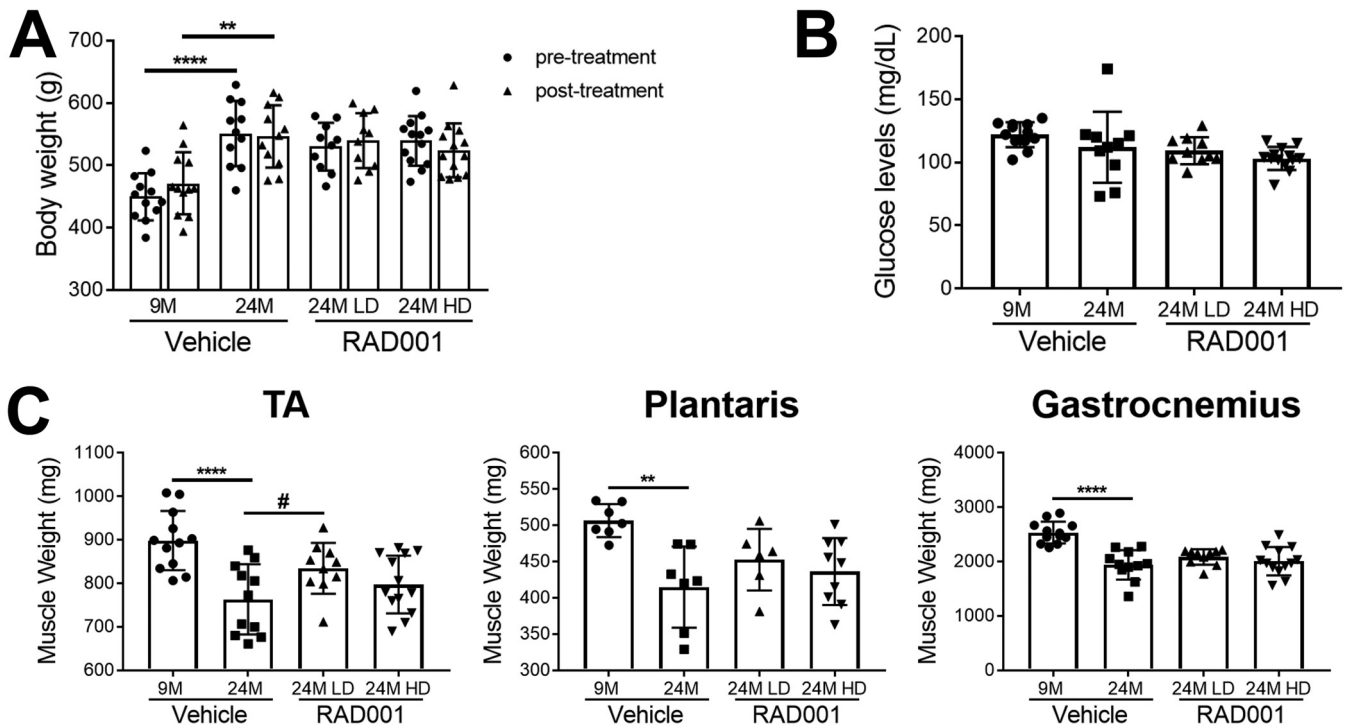 A
Body weight (g)
700
600
500
400
300
****
**
pre-treatment
post-treatment
9M 24M 24M LD 24M HD
Vehicle RAD001
B
Glucose levels (mg/dL)
200
150
100
50
0
9M 24M 24M LD 24M HD
Vehicle RAD001
C
TA
Muscle Weight (mg)
1100
1000
900
800
700
600
****
#
9M 24M 24M LD 24M HD
Vehicle RAD001
Plantaris
Muscle Weight (mg)
600
550
500
450
400
350
300
**
9M 24M 24M LD 24M HD
Vehicle RAD001
Gastrocnemius
Muscle Weight (mg)
4000
3000
2000
1000
0
****
9M 24M 24M LD 24M HD
Vehicle RAD001